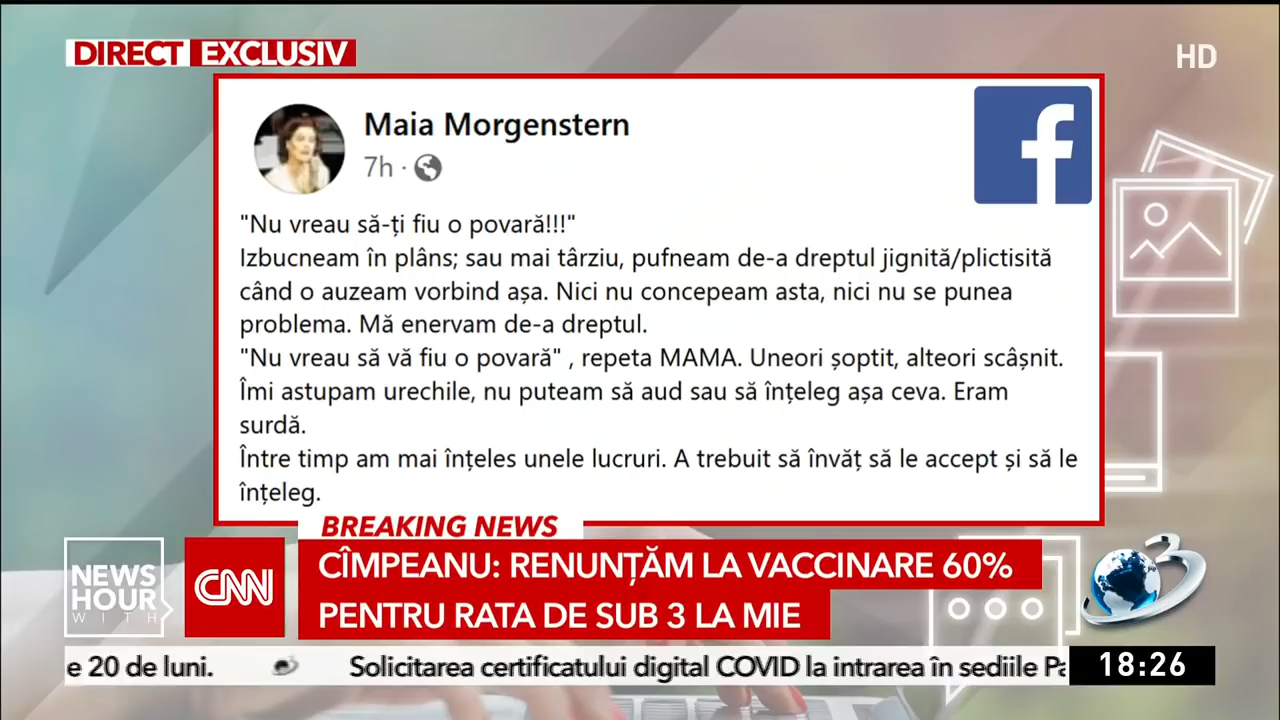 DIRECT EXCLUSIV
HD
Maia Morgenstern
7h ·
f
"Nu vreau să-ți fiu o povară!!!"
Izbucneam în plâns; sau mai târziu, pufneam de-a dreptul jignită/plictisită
când o auzeam vorbind așa. Nici nu concepeam asta, nici nu se punea
problema. Mă enervam de-a dreptul.
"Nu vreau să vă fiu o povară" , repeta MAMA. Uneori șoptit, alteori scâșnit.
Îmi astupam urechile, nu puteam să aud sau să înțeleg așa ceva. Eram
surdă.
Între timp am mai înțeles unele lucruri. A trebuit să învăț să le accept și să le
înțeleg.
BREAKING NEWS
NEWS
HOUR
WITH
CNN
CÎMPEANU: RENUNȚĂM LA VACCINARE 60%
PENTRU RATA DE SUB 3 LA MIE
3
e 20 de luni.
Solicitarea certificatului digital COVID la intrarea în sediile Pa
18:26